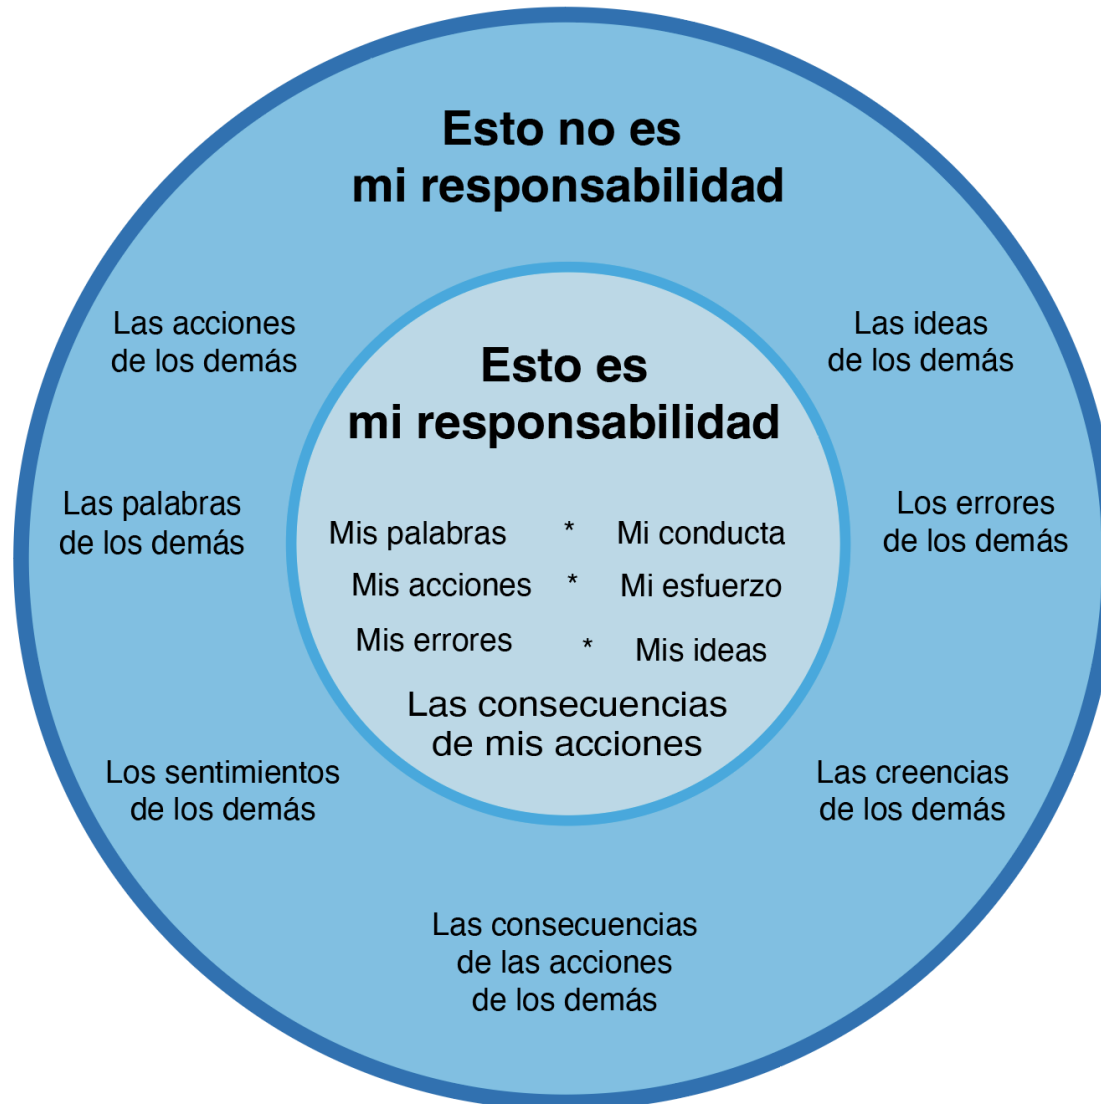 Esto no es
mi responsabilidad
Las acciones
de los demás
Las ideas
de los demás
Esto es
mi responsabilidad
Las palabras
de los demás
Los errores
de los demás
Mis palabras * Mi conducta
Mis acciones * Mi esfuerzo
Mis errores * Mis ideas
Las consecuencias
de mis acciones
Los sentimientos
de los demás
Las creencias
de los demás
Las consecuencias
de las acciones
de los demás